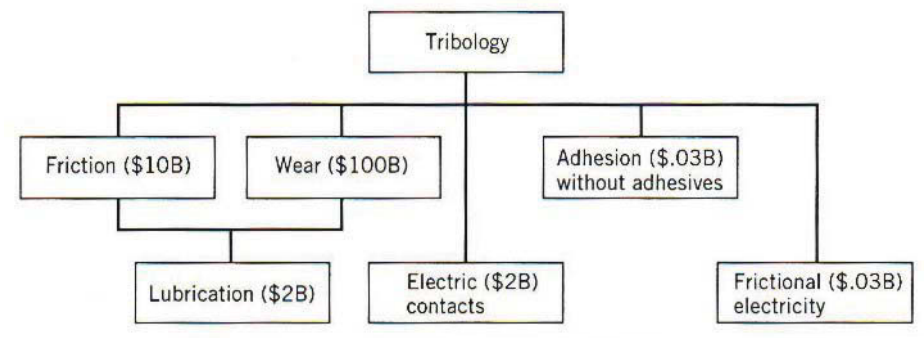 Tribology
Friction ($10B)
Wear ($100B)
Adhesion ($.03B)
without adhesives
Lubrication ($2B)
Electric ($2B)
contacts
Frictional ($.03B)
electricity